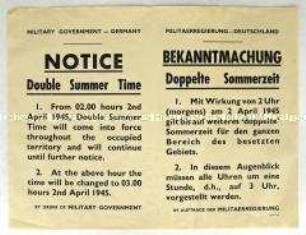 MILITARY GOVERNMENT — GERMANY
NOTICE
Double Summer Time
1. From 02.00 hours 2nd
April 1945, Double Summer
Time will come into force
throughout the occupied
territory and will continue
until further notice.
2. At the above hour the
time will be changed to 03.00
hours 2nd April 1945.
BY ORDER OF MILITARY GOVERNMENT
MILITAERREGIERUNG — DEUTSCHLAND
BEKANNTMACHUNG
Doppelte Sommerzeit
1. Mit Wirkung von 2 Uhr
(morgens) am 2 April 1945
gilt bis auf weiteres "doppelte"
Sommerzeit für den ganzen
Bereich des besetzten
Gebiets.
2. In diesem Augenblick
müssen alle Uhren um eine
Stunde, d.h., auf 3 Uhr,
vorgestellt werden.
IM AUFTRAGE DER MILITAERREGIERUNG